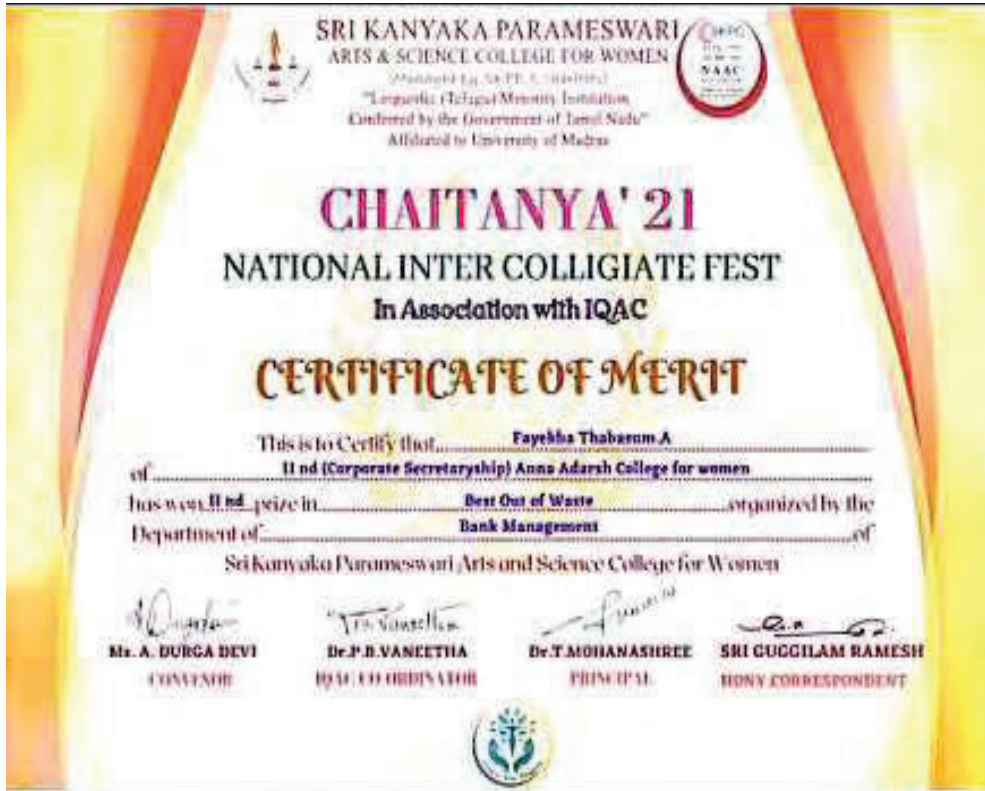 SRI KANYAKA PARAMESWARI
ARTS & SCIENCE COLLEGE FOR WOMEN
"Linguistic (Telugu) Minority Institution
Conferred by the Government of Tamil Nadu"
Affiliated to University of Madras
SKPC
NAAC
CHAITANYA' 21
NATIONAL INTER COLLIGIATE FEST
In Association with IQAC
CERTIFICATE OF MERIT
This is to Certify that Fayekha Thabasum.A
of II nd (Corporate Secretaryship) Anna Adarsh College for women
has won II nd prize in Best Out of Waste organized by the
Department of Bank Management of
Sri Kanyaka Parameswari Arts and Science College for Women
Ms. A. DURGA DEVI Dr.P.B.VANEETHA Dr.T.MOHANASHREE SRI GUGGILAM RAMESH
CONVENOR IQAC CO ORDINATOR PRINCIPAL HONY CORRESPONDENT